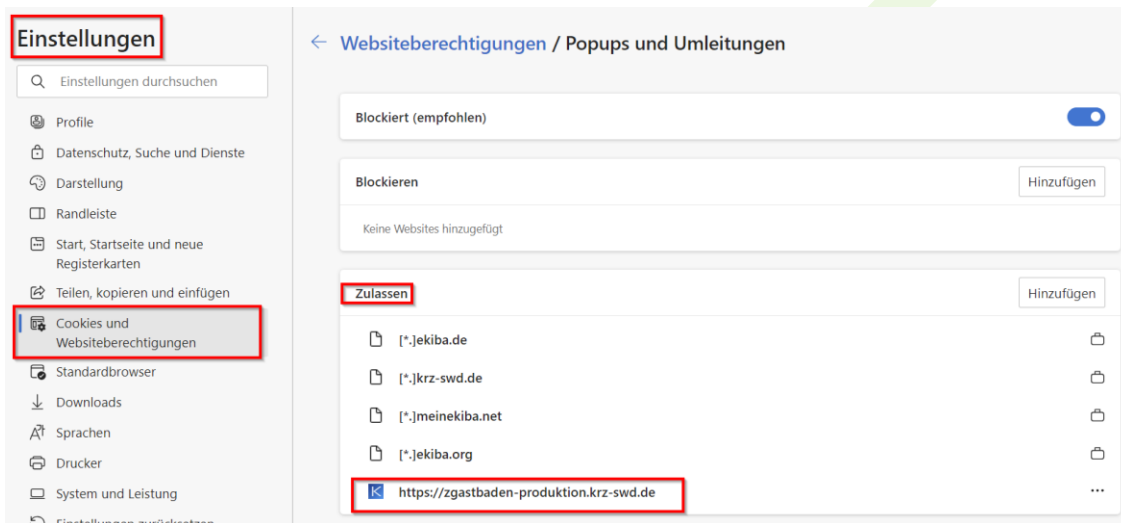 Einstellungen
Einstellungen durchsuchen
Profile
Datenschutz, Suche und Dienste
Darstellung
Randleiste
Start, Startseite und neue
Registerkarten
Teilen, kopieren und einfügen
Cookies und
Websiteberechtigungen
Standardbrowser
Downloads
Sprachen
Drucker
System und Leistung
Einstellungen zurücksetzen
Websiteberechtigungen / Popups und Umleitungen
Blockiert (empfohlen)
Blockieren
Hinzufügen
Keine Websites hinzugefügt
Zulassen
Hinzufügen
[*.]ekiba.de
[*.]krz-swd.de
[*.]meinekiba.net
[*.]ekiba.org
K https://zgastbaden-produktion.krz-swd.de